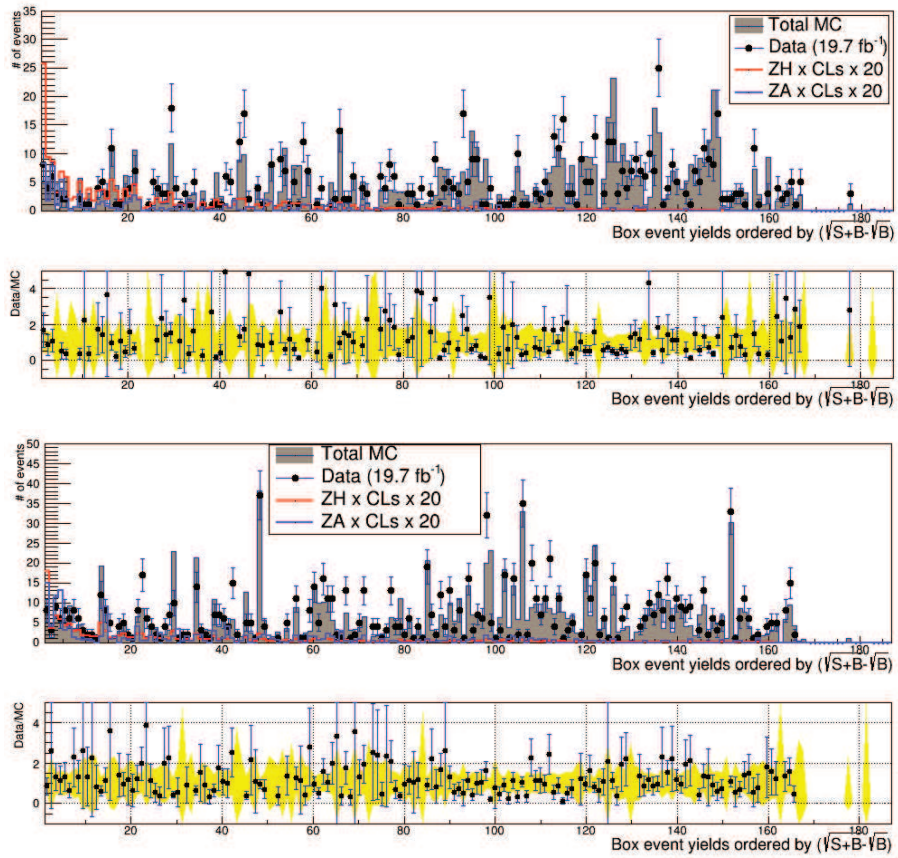 35
30
25
20
15
10
5
0
# of events
Total MC
Data (19.7 fb⁻¹)
ZH x CLs x 20
ZA x CLs x 20
20 40 60 80 100 120 140 160 180
Box event yields ordered by (√S+B-√B)
4
2
0
Data/MC
20 40 60 80 100 120 140 160 180
Box event yields ordered by (√S+B-√B)
50
45
40
35
30
25
20
15
10
5
0
# of events
Total MC
Data (19.7 fb⁻¹)
ZH x CLs x 20
ZA x CLs x 20
20 40 60 80 100 120 140 160 180
Box event yields ordered by (√S+B-√B)
4
2
0
Data/MC
20 40 60 80 100 120 140 160 180
Box event yields ordered by (√S+B-√B)